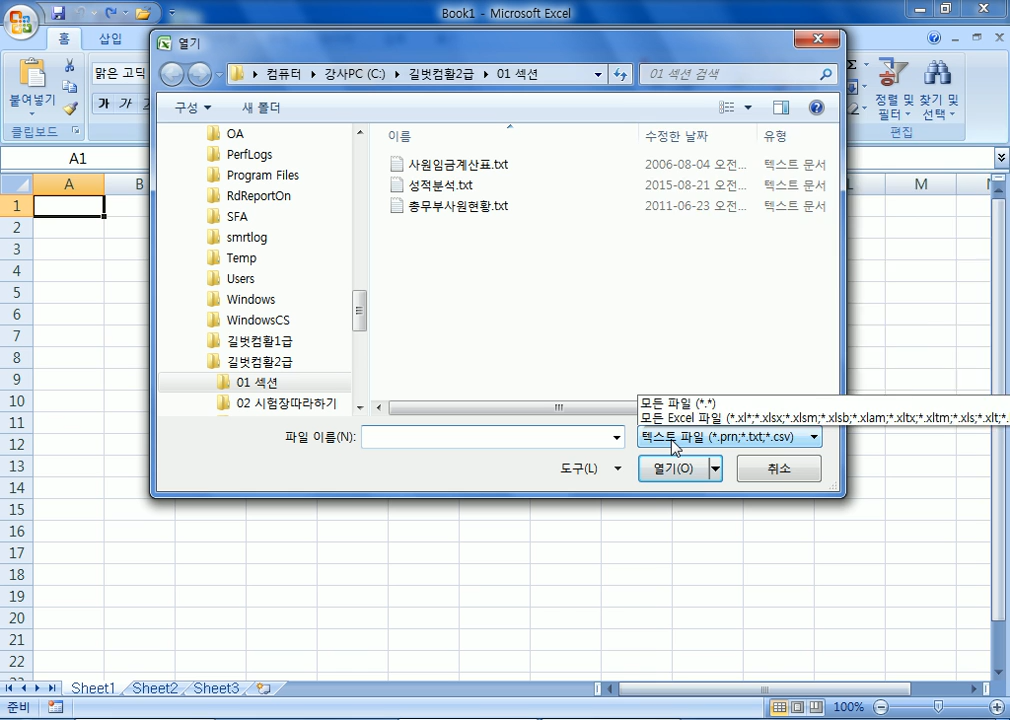 Book1 - Microsoft Excel
홈
삽입
붙여넣기
클립보드
맑은 고딕
가 가
정렬 및 필터
찾기 및 선택
편집
열기
컴퓨터 강사PC (C:) 길벗컴활2급 01 섹션
01 섹션 검색
구성 새 폴더
이름 수정한 날짜 유형
OA
PerfLogs
Program Files
RdReportOn
SFA
smrtlog
Temp
Users
Windows
WindowsCS
길벗컴활1급
길벗컴활2급
01 섹션
02 시험장따라하기
사원임금계산표.txt 2006-08-04 오전... 텍스트 문서
성적분석.txt 2015-08-21 오전... 텍스트 문서
총무부사원현황.txt 2011-06-23 오전... 텍스트 문서
모든 파일 (*.*)
모든 Excel 파일 (*.xl*;*.xlsx;*.xlsm;*.xlsb;*.xlam;*.xltx;*.xltm;*.xls;*.xlt;*.
파일 이름(N):
텍스트 파일 (*.prn;*.txt;*.csv)
도구(L) 열기(O) 취소
A1
A B L M
1
2
3
4
5
6
7
8
9
10
11
12
13
14
15
16
17
18
19
20
21
22
Sheet1 Sheet2 Sheet3
준비
100%